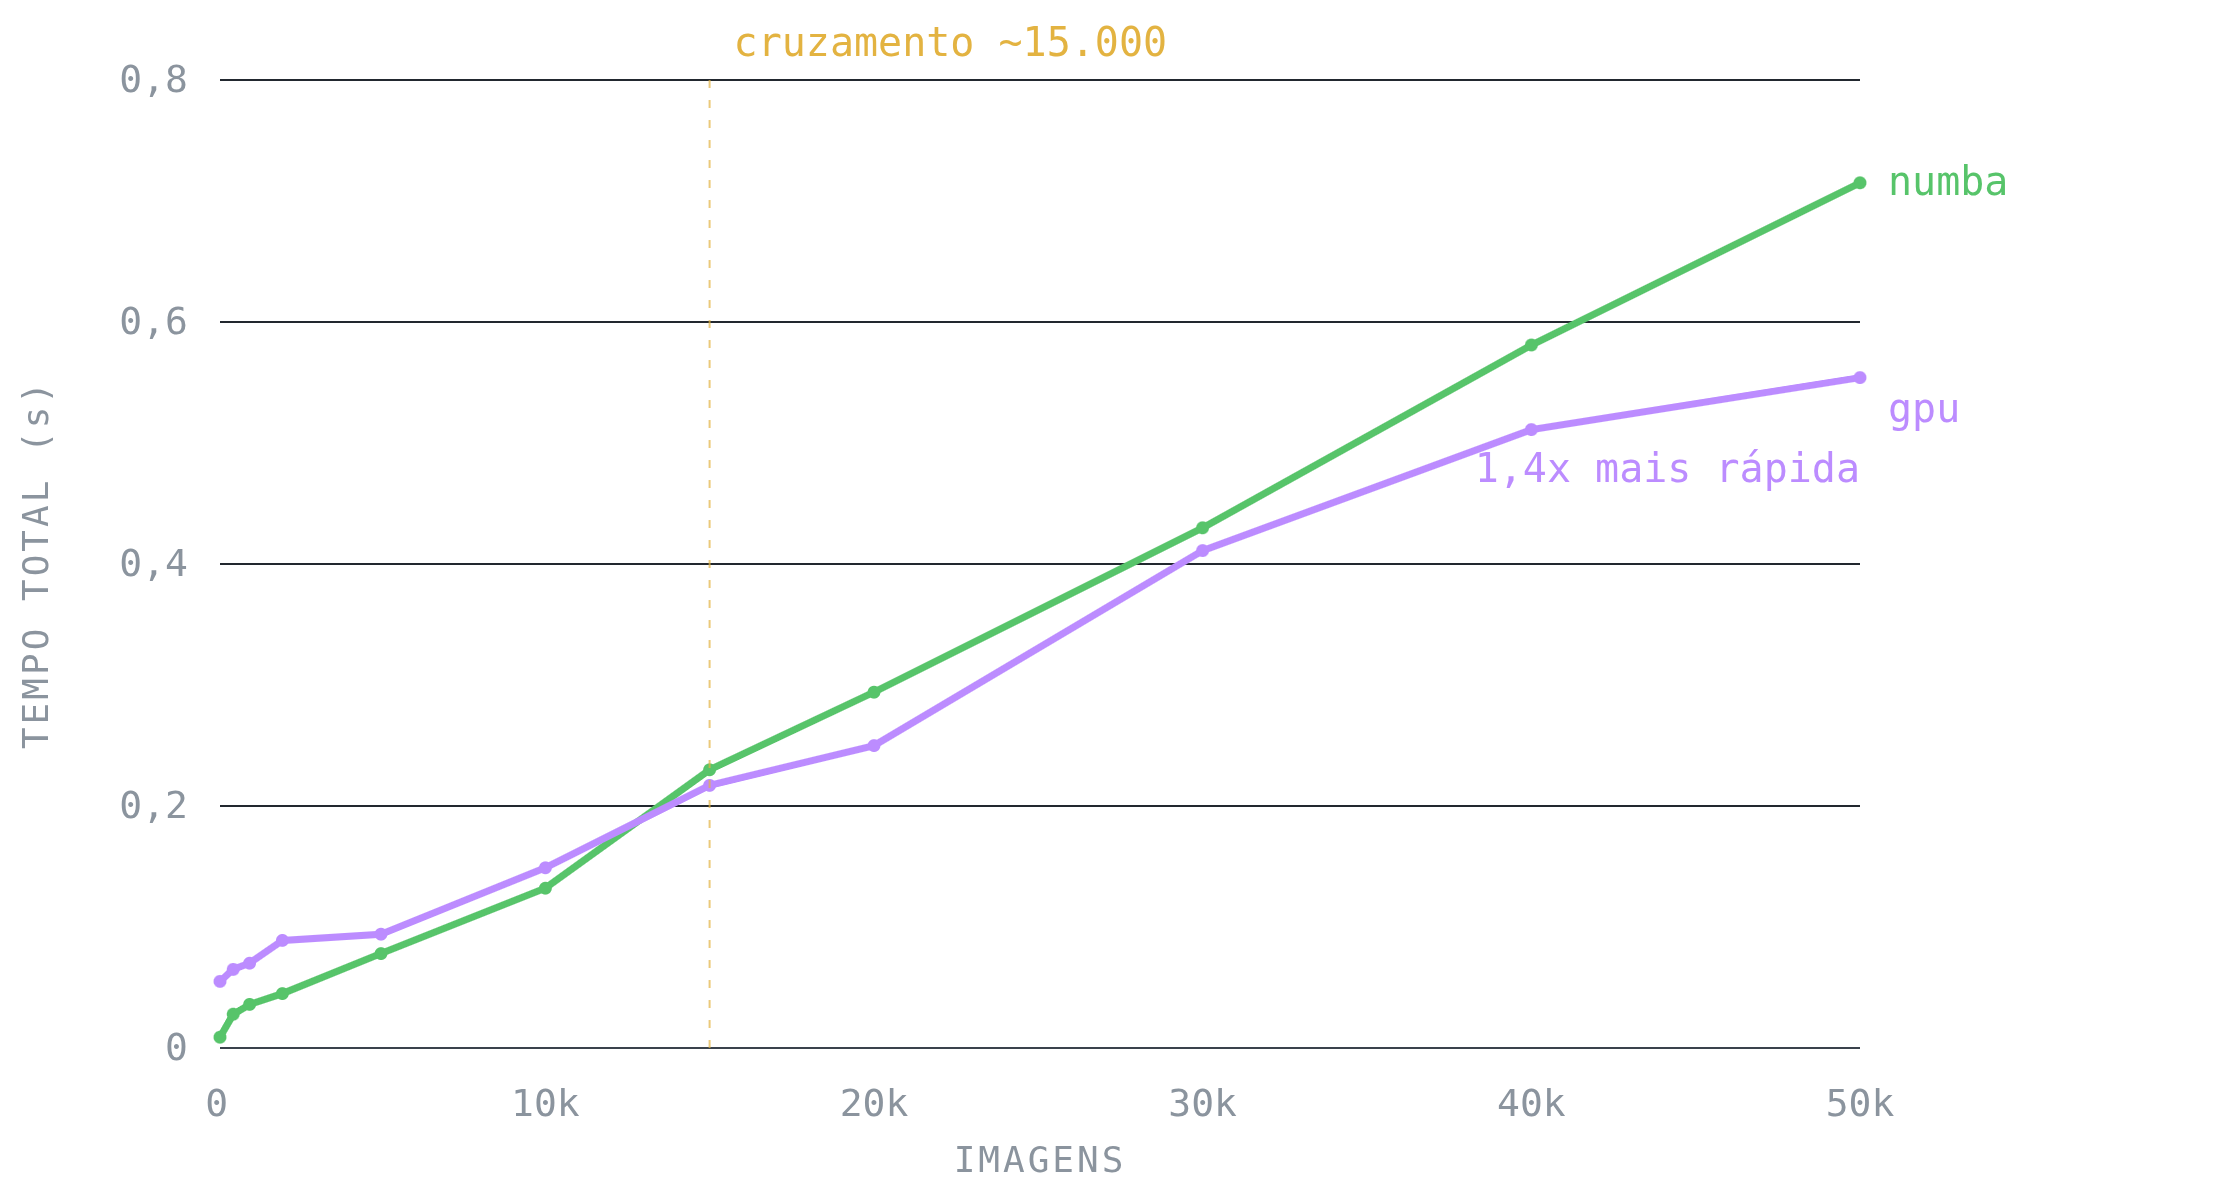 cruzamento ~15.000
0,8
numba
0,6
gpu
1,4x mais rápida
0,4
0,2
0
TEMPO TOTAL (s)
0 10k 20k 30k 40k 50k
IMAGENS